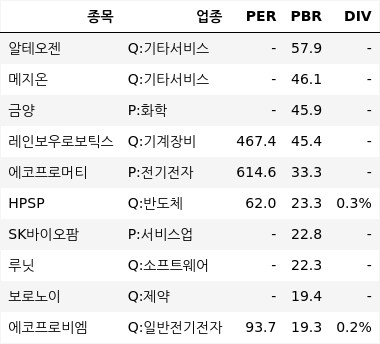 종목 업종 PER PBR DIV
알테오젠 Q:기타서비스 - 57.9 -
메지온 Q:기타서비스 - 46.1 -
금양 P:화학 - 45.9 -
레인보우로보틱스 Q:기계장비 467.4 45.4 -
에코프로머티 P:전기전자 614.6 33.3 -
HPSP Q:반도체 62.0 23.3 0.3%
SK바이오팜 P:서비스업 - 22.8 -
루닛 Q:소프트웨어 - 22.3 -
보로노이 Q:제약 - 19.4 -
에코프로비엠 Q:일반전기전자 93.7 19.3 0.2%